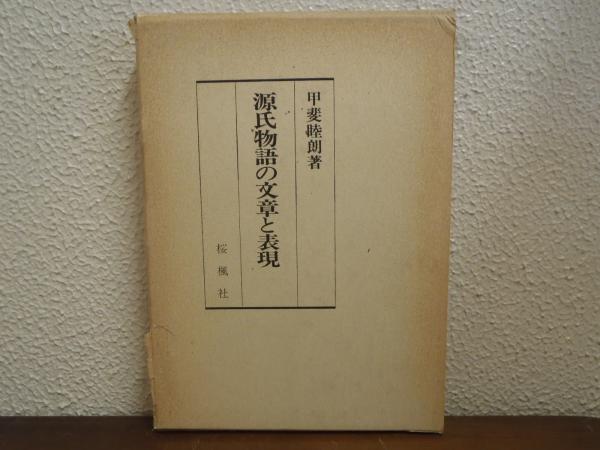 甲斐睦朗著
源氏物語の文章と表現
桜楓社